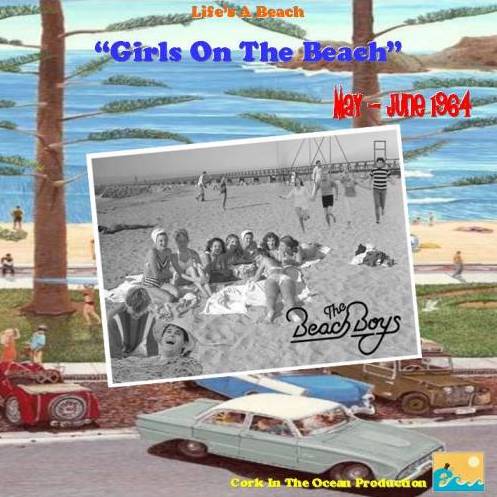 Life's A Beach
"Girls On The Beach"
May - June 1964
The
Beach Boys
Cork In The Ocean Production